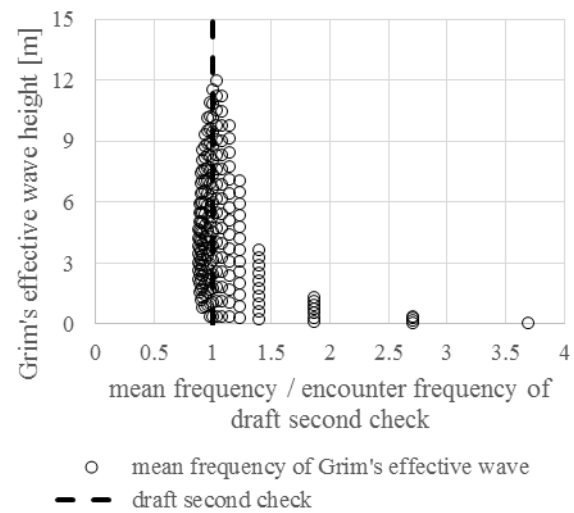 15
12
9
6
3
0
Grim's effective wave height [m]
0 0.5 1 1.5 2 2.5 3 3.5 4
mean frequency / encounter frequency of
draft second check
mean frequency of Grim's effective wave
draft second check